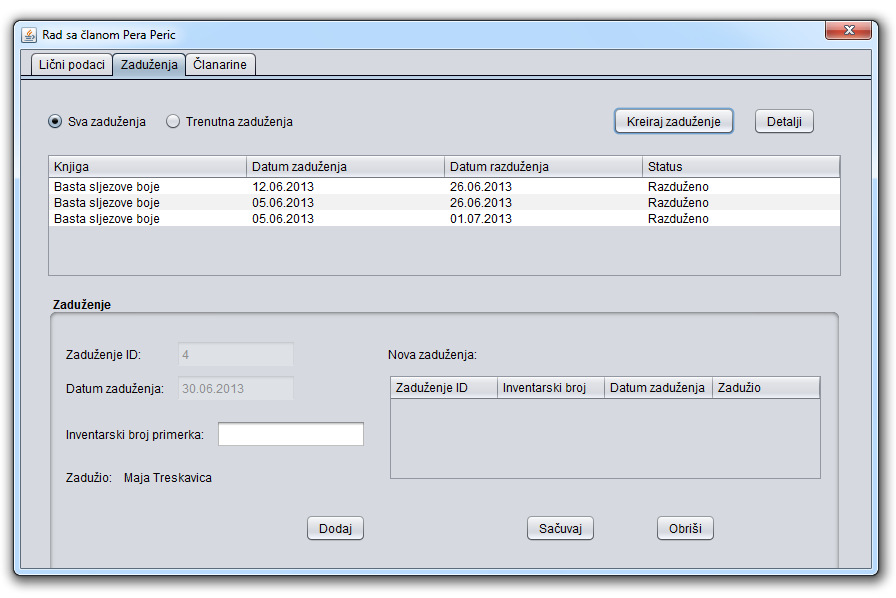 Rad sa članom Pera Peric
Lični podaci Zaduženja Članarine
Sva zaduženja Trenutna zaduženja Kreiraj zaduženje Detalji
Knjiga Datum zaduženja Datum razduženja Status
Basta sljezove boje 12.06.2013 26.06.2013 Razduženo
Basta sljezove boje 05.06.2013 26.06.2013 Razduženo
Basta sljezove boje 05.06.2013 01.07.2013 Razduženo
Zaduženje
Zaduženje ID: 4 Nova zaduženja:
Datum zaduženja: 30.06.2013 Zaduženje ID Inventarski broj Datum zaduženja Zadužio
Inventarski broj primerka:
Zadužio: Maja Treskavica
Dodaj Sačuvaj Obriši